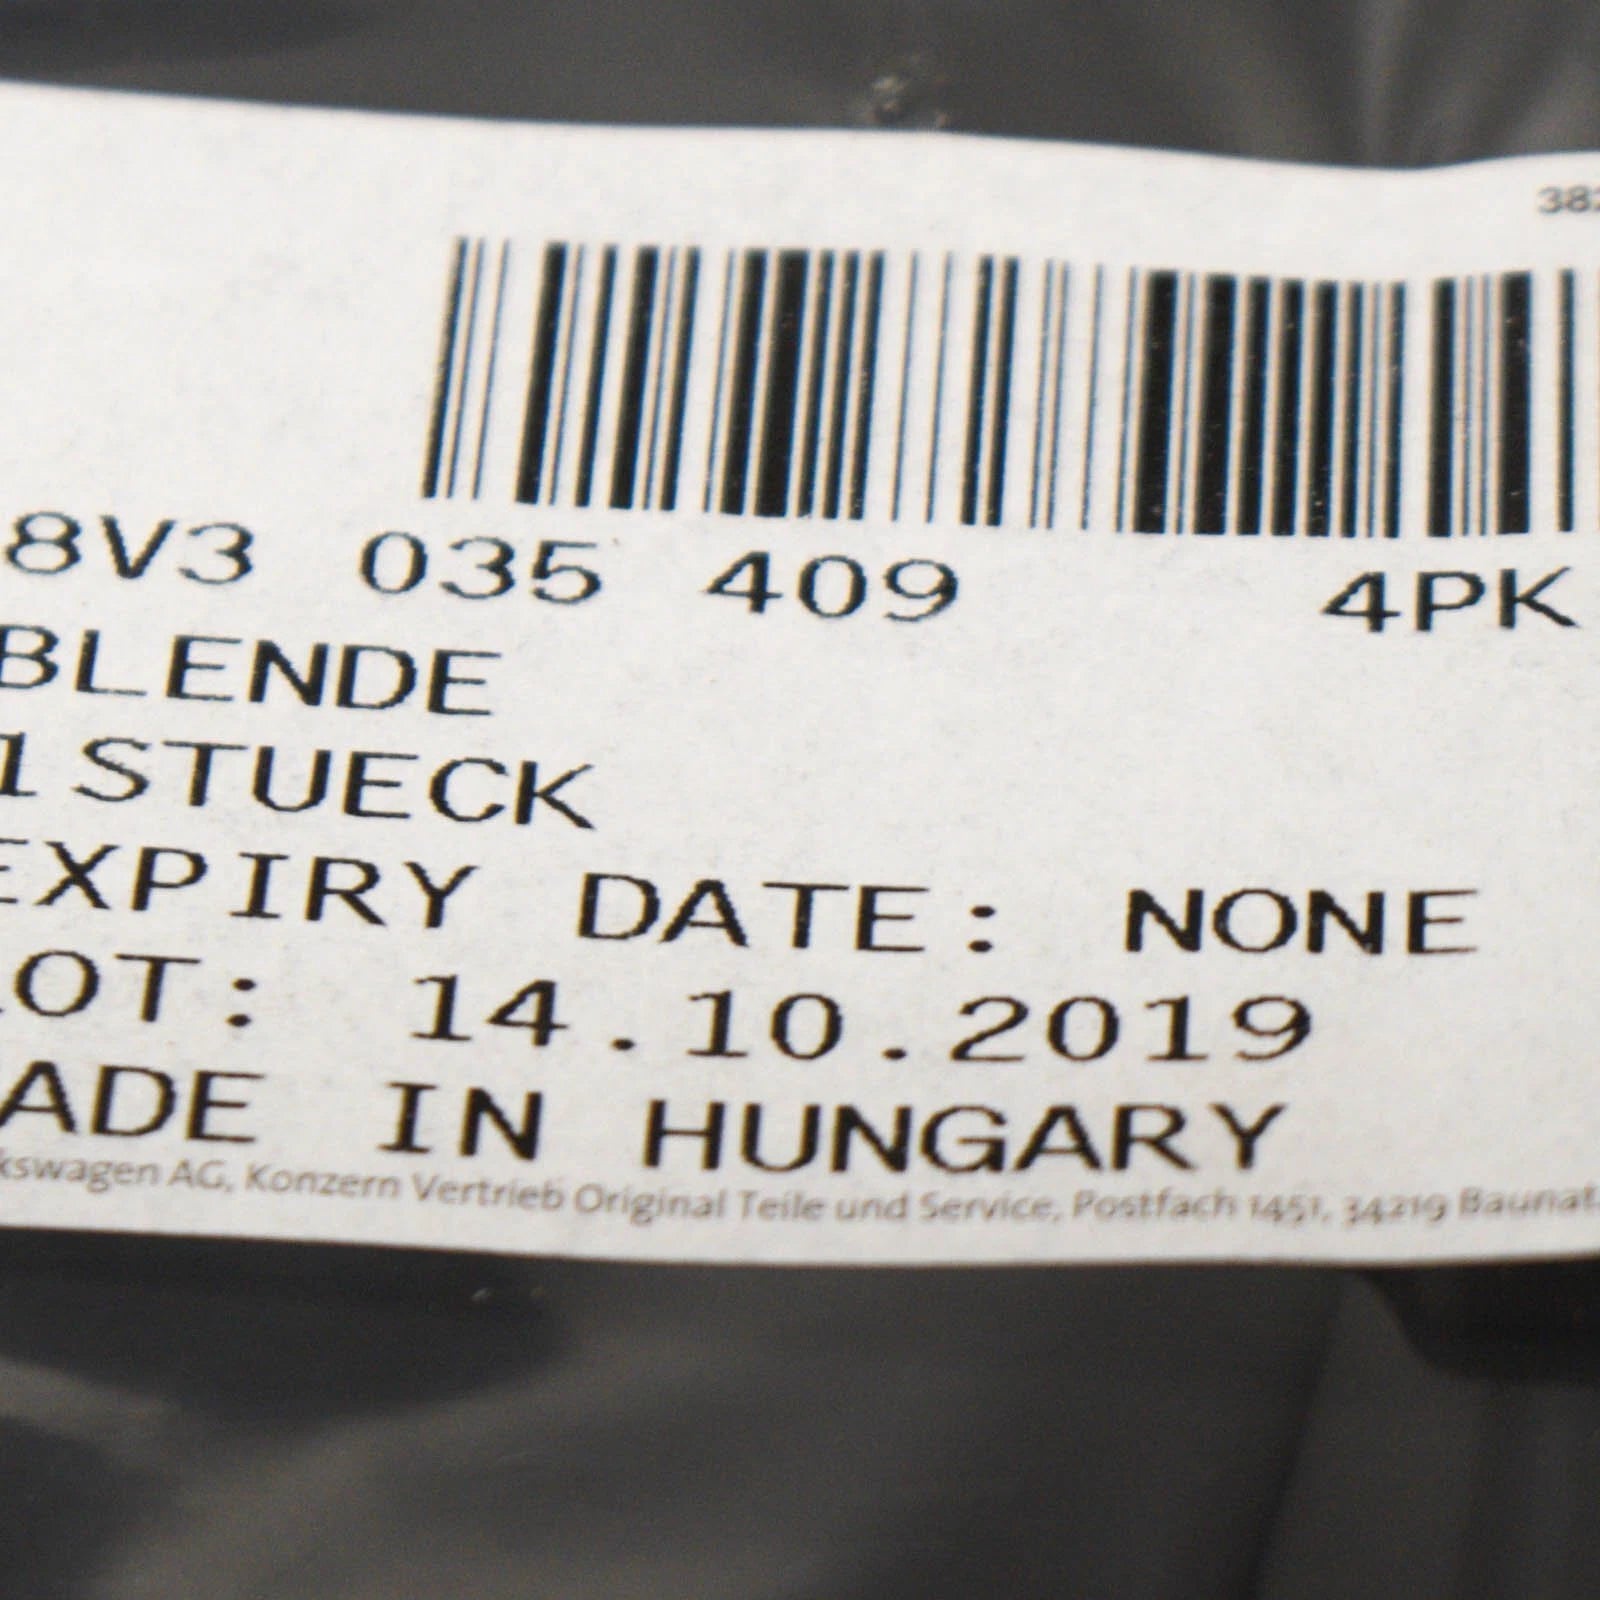 382
8V3 035 409 4PK
BLENDE
1STUECK
EXPIRY DATE: NONE
LOT: 14.10.2019
ADE IN HUNGARY
kswagen AG, Konzern Vertrieb Original Teile und Service, Postfach 1451, 34219 Baunat